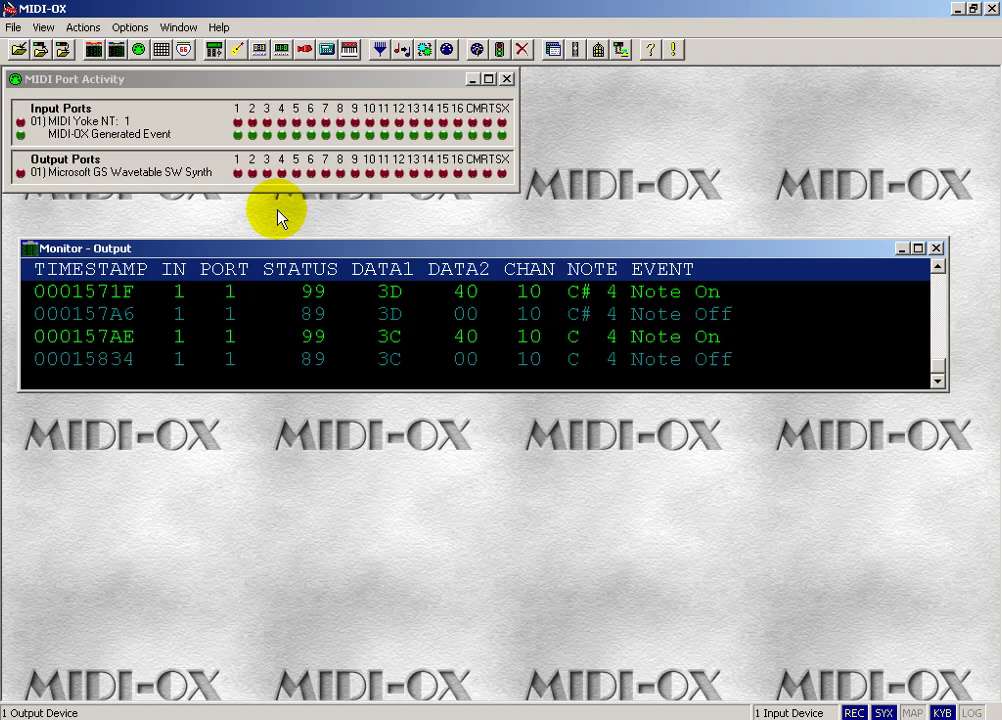 MIDI-OX
File View Actions Options Window Help
MIDI Port Activity
Input Ports 1 2 3 4 5 6 7 8 9 10 11 12 13 14 15 16 CMRTSX
01) MIDI Yoke NT: 1
MIDI-OX Generated Event
Output Ports 1 2 3 4 5 6 7 8 9 10 11 12 13 14 15 16 CMRTSX
01) Microsoft GS Wavetable SW Synth
MIDI-OX MIDI-OX
Monitor - Output
TIMESTAMP IN PORT STATUS DATA1 DATA2 CHAN NOTE EVENT
0001571F 1 1 99 3D 40 10 C# 4 Note On
000157A6 1 1 89 3D 00 10 C# 4 Note Off
000157AE 1 1 99 3C 40 10 C 4 Note On
00015834 1 1 89 3C 00 10 C 4 Note Off
MIDI-OX MIDI-OX MIDI-OX MIDI-OX
MIDI-OX MIDI-OX MIDI-OX MIDI-OX
1 Output Device 1 Input Device REC SYX MAP KYB LOG